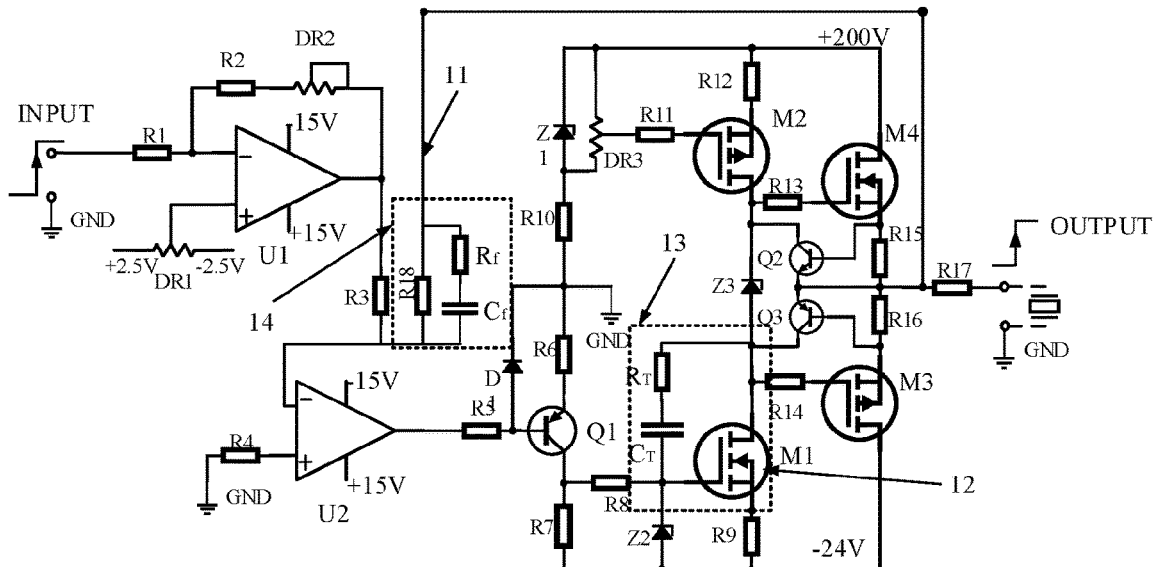 DR2
R2
11
+200V
R12
INPUT
15V
M2
M4
R1
Z
1
R11
DR3
R13
OUTPUT
GND
+15V
R10
13
R15
U1
Rf
Q2
+2.5V
-2.5V
DR1
R3
R18
Z3
R17
Cf
Q3
R16
14
GND
GND
R6
D
1
RT
M3
15V
R5
R14
Q1
CT
M1
R4
+15V
R8
12
GND
U2
R7
Z2
R9
-24V